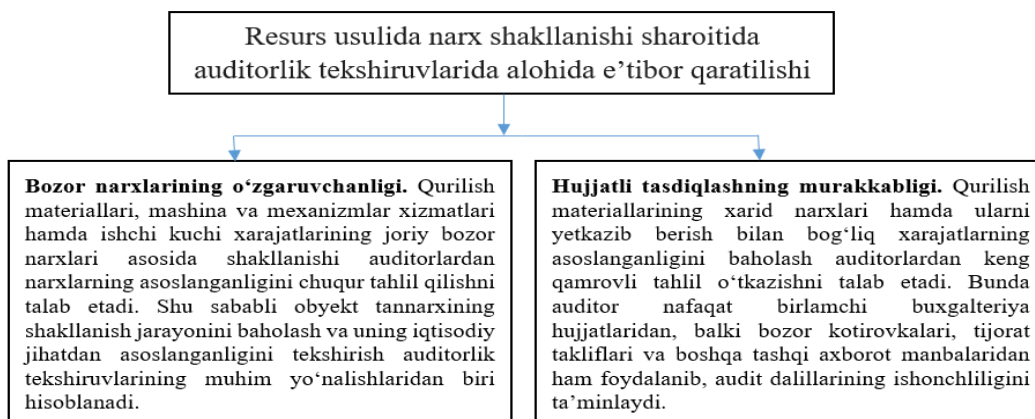 Resurs usulida narx shakllanishi sharoitida
auditorlik tekshiruvlarida alohida e’tibor qaratilishi
Bozor narxlarining o‘zgaruvchanligi. Qurilish
materiallari, mashina va mexanizmlar xizmatlari
hamda ishchi kuchi xarajatlarining joriy bozor
narxlari asosida shakllanishi auditorlardan
narxlarning asoslanganligini chuqur tahlil qilishni
talab etadi. Shu sababli obyekt tannarxining
shakllanish jarayonini baholash va uning iqtisodiy
jihatdan asoslanganligini tekshirish auditorlik
tekshiruvlarining muhim yo‘nalishlaridan biri
hisoblanadi.
Hujjatli tasdiqlashning murakkabligi. Qurilish
materiallarining xarid narxlari hamda ularni
yetkazib berish bilan bog‘liq xarajatlarning
asoslanganligini baholash auditorlardan keng
qamrovli tahlil o‘tkazishni talab etadi. Bunda
auditor nafaqat birlamchi buxgalteriya
hujjatlaridan, balki bozor kotirovkalari, tijorat
takliflari va boshqa tashqi axborot manbalaridan
ham foydalanib, audit dalillarining ishonchliligini
ta’minlaydi.